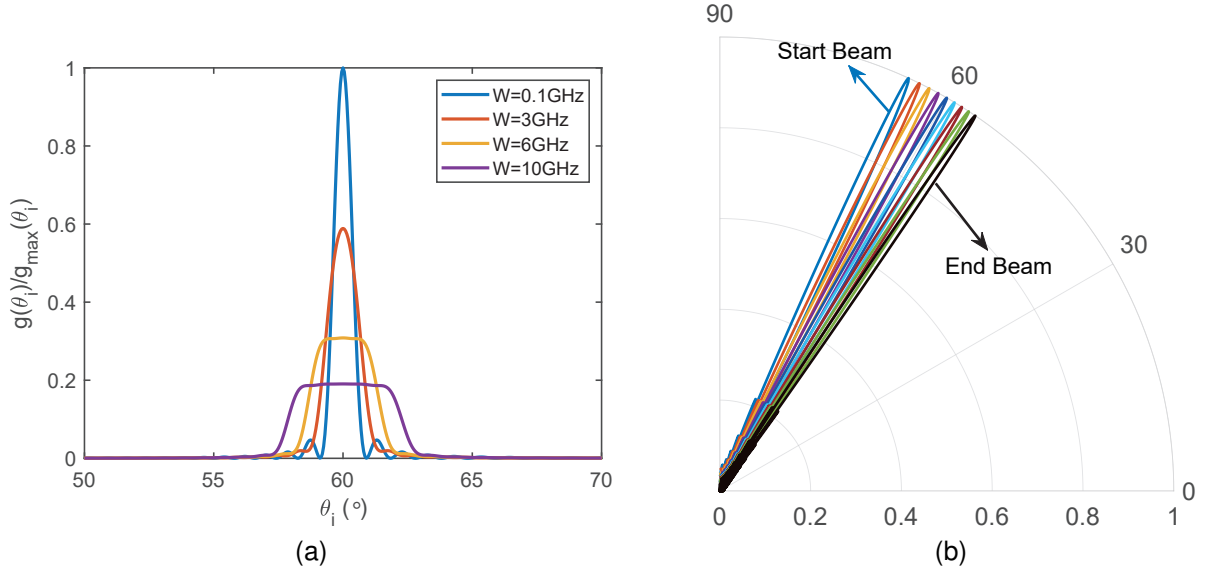 1
0.8
0.6
0.4
0.2
0
50
55
60
65
70
g(θi)/gmax(θi)
θi (°)
W=0.1GHz
W=3GHz
W=6GHz
W=10GHz
(a)
90
Start Beam
60
End Beam
30
0
0
0.2
0.4
0.6
0.8
1
(b)